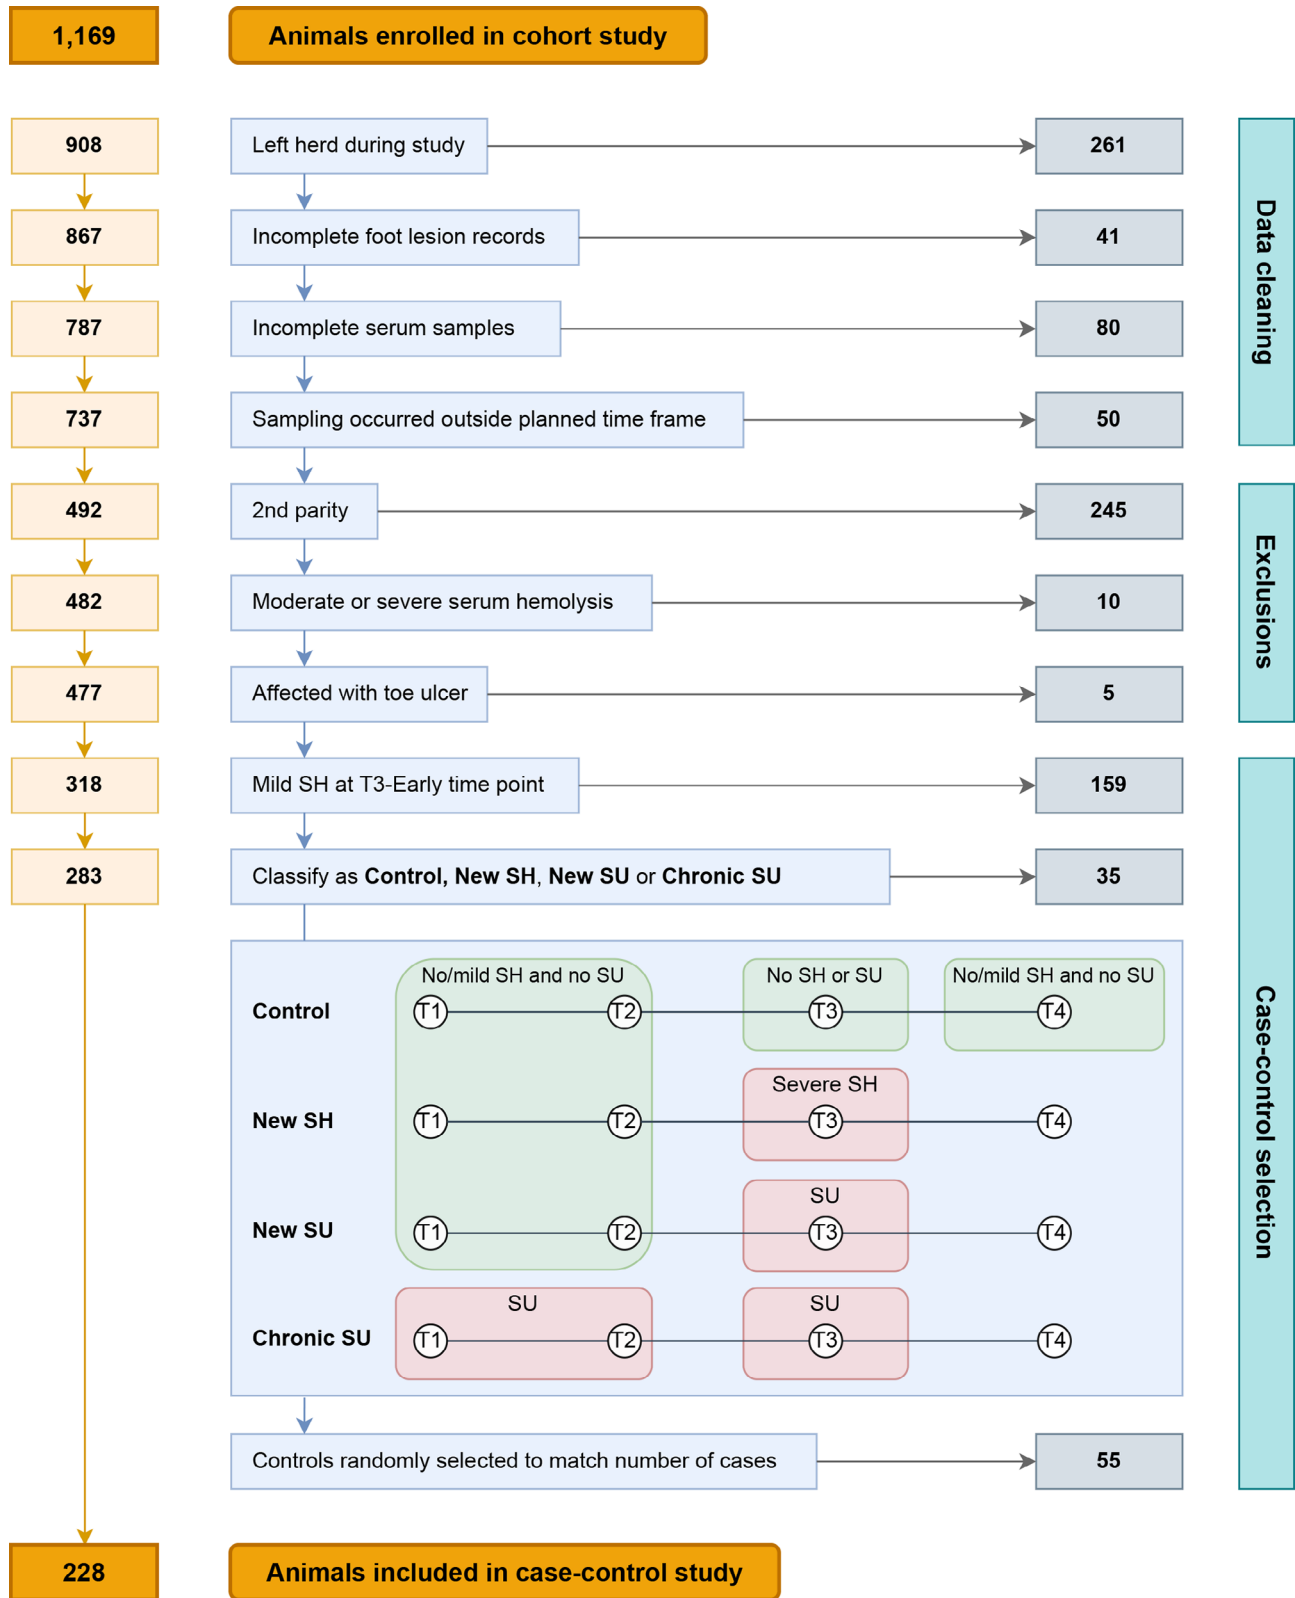 1,169 Animals enrolled in cohort study
908 Left herd during study 261
867 Incomplete foot lesion records 41
787 Incomplete serum samples 80
737 Sampling occurred outside planned time frame 50
Data cleaning
492 2nd parity 245
482 Moderate or severe serum hemolysis 10
477 Affected with toe ulcer 5
Exclusions
318 Mild SH at T3-Early time point 159
283 Classify as Control, New SH, New SU or Chronic SU 35
No/mild SH and no SU No SH or SU No/mild SH and no SU
Control T1 T2 T3 T4
Severe SH
New SH T1 T2 T3 T4
SU
New SU T1 T2 T3 T4
SU SU
Chronic SU T1 T2 T3 T4
Controls randomly selected to match number of cases 55
Case-control selection
228 Animals included in case-control study